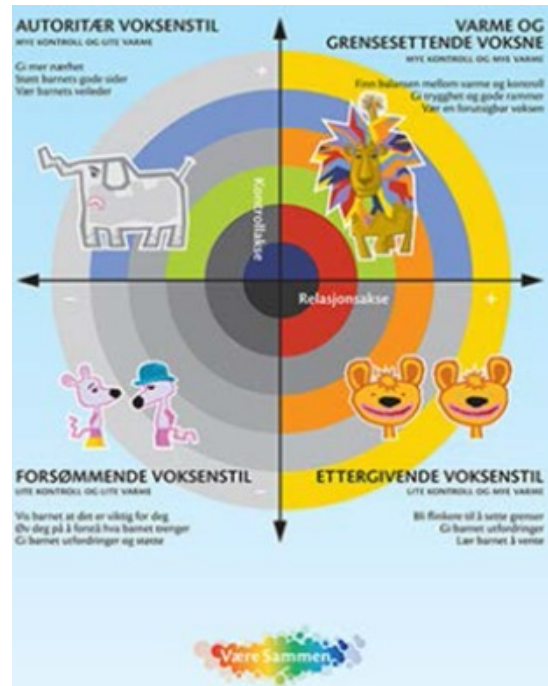 AUTORITÆR VOKSENSTIL
MYE KONTROLL OG LITE VARME
Gi mer nærhet
Støtt barnets gode sider
Vær barnets veileder
VARME OG
GRENSESETTENDE VOKSNE
MYE KONTROLL OG MYE VARME
Finn balansen mellom varme og kontroll
Gi trygghet og gode rammer
Vær en forutsigbar voksen
+
Kontrollakse
Relasjonsakse
–
+
FORSØMMENDE VOKSENSTIL
LITE KONTROLL OG LITE VARME
Vis barnet at det er viktig for deg
Øv deg på å forstå hva barnet trenger
Gi barnet utfordringer og støtte
–
ETTERGIVENDE VOKSENSTIL
LITE KONTROLL OG MYE VARME
Bli flinkere til å sette grenser
Gi barnet utfordringer
Lær barnet å vente
Være Sammen